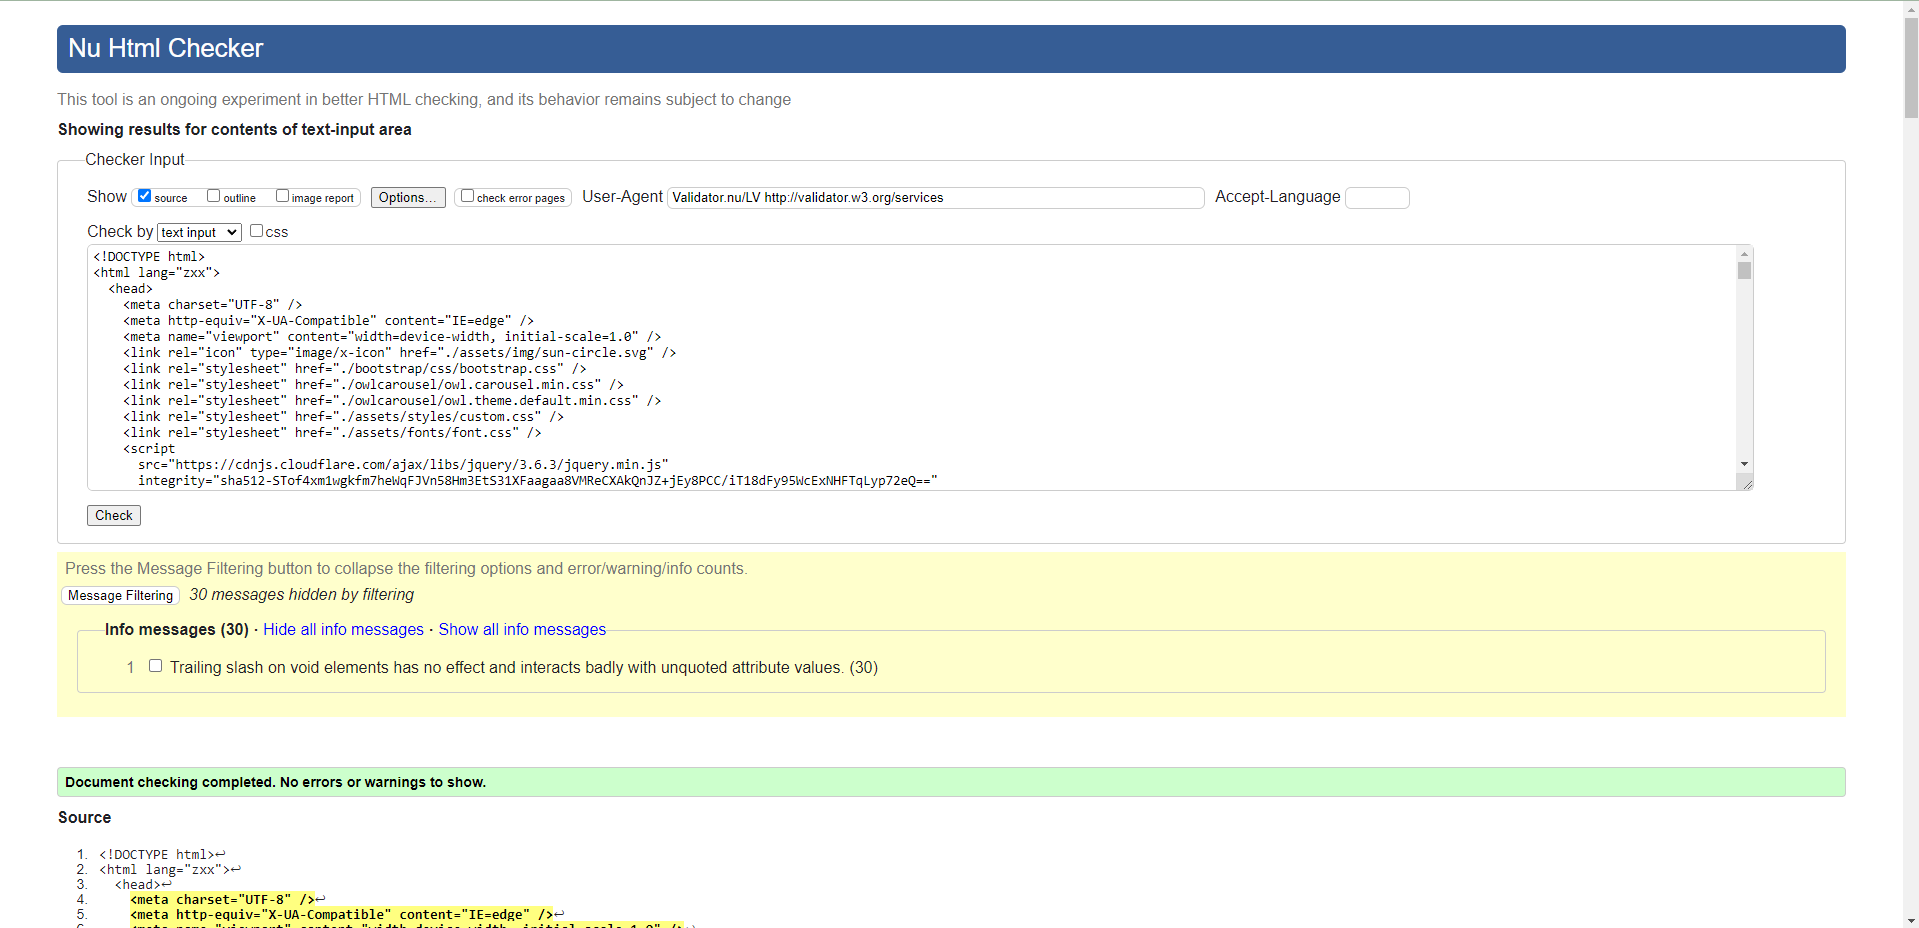 Nu Html Checker
This tool is an ongoing experiment in better HTML checking, and its behavior remains subject to change
Showing results for contents of text-input area
Checker Input
Show source outline image report Options... check error pages User-Agent Validator.nu/LV http://validator.w3.org/services Accept-Language
Check by text input css
<!DOCTYPE html>
<html lang="zxx">
<head>
<meta charset="UTF-8" />
<meta http-equiv="X-UA-Compatible" content="IE=edge" />
<meta name="viewport" content="width=device-width, initial-scale=1.0" />
<link rel="icon" type="image/x-icon" href="./assets/img/sun-circle.svg" />
<link rel="stylesheet" href="./bootstrap/css/bootstrap.css" />
<link rel="stylesheet" href="./owlcarousel/owl.carousel.min.css" />
<link rel="stylesheet" href="./owlcarousel/owl.theme.default.min.css" />
<link rel="stylesheet" href="./assets/styles/custom.css" />
<link rel="stylesheet" href="./assets/fonts/font.css" />
<script
src="https://cdnjs.cloudflare.com/ajax/libs/jquery/3.6.3/jquery.min.js"
integrity="sha512-STof4xm1wgkfm7heWqFJVn58Hm3EtS31XFaagaa8VMReCXAkQnJZ+jEy8PCC/iT18dFy95WcExNHFTqLyp72eQ=="
Check
Press the Message Filtering button to collapse the filtering options and error/warning/info counts.
Message Filtering 30 messages hidden by filtering
Info messages (30) · Hide all info messages · Show all info messages
1 Trailing slash on void elements has no effect and interacts badly with unquoted attribute values. (30)
Document checking completed. No errors or warnings to show.
Source
1. <!DOCTYPE html>↩
2. <html lang="zxx">↩
3. <head>↩
4. <meta charset="UTF-8" />↩
5. <meta http-equiv="X-UA-Compatible" content="IE=edge" />↩
6. <meta name="viewport" content="width=device-width, initial-scale=1.0" />↩